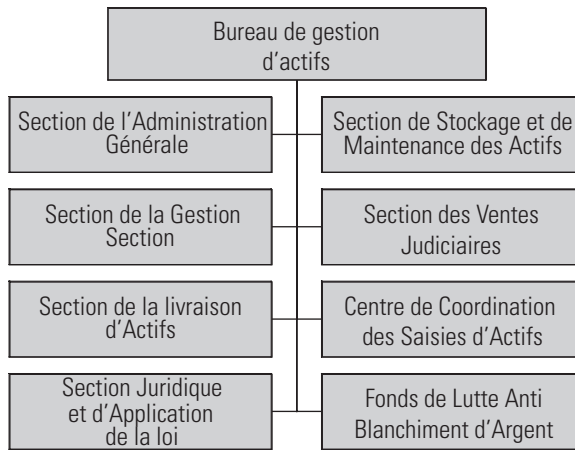 Bureau de gestion
d’actifs
Section de l’Administration
Générale
Section de Stockage et de
Maintenance des Actifs
Section de la Gestion
Section
Section des Ventes
Judiciaires
Section de la livraison
d’Actifs
Centre de Coordination
des Saisies d’Actifs
Section Juridique
et d’Application
de la loi
Fonds de Lutte Anti
Blanchiment d’Argent